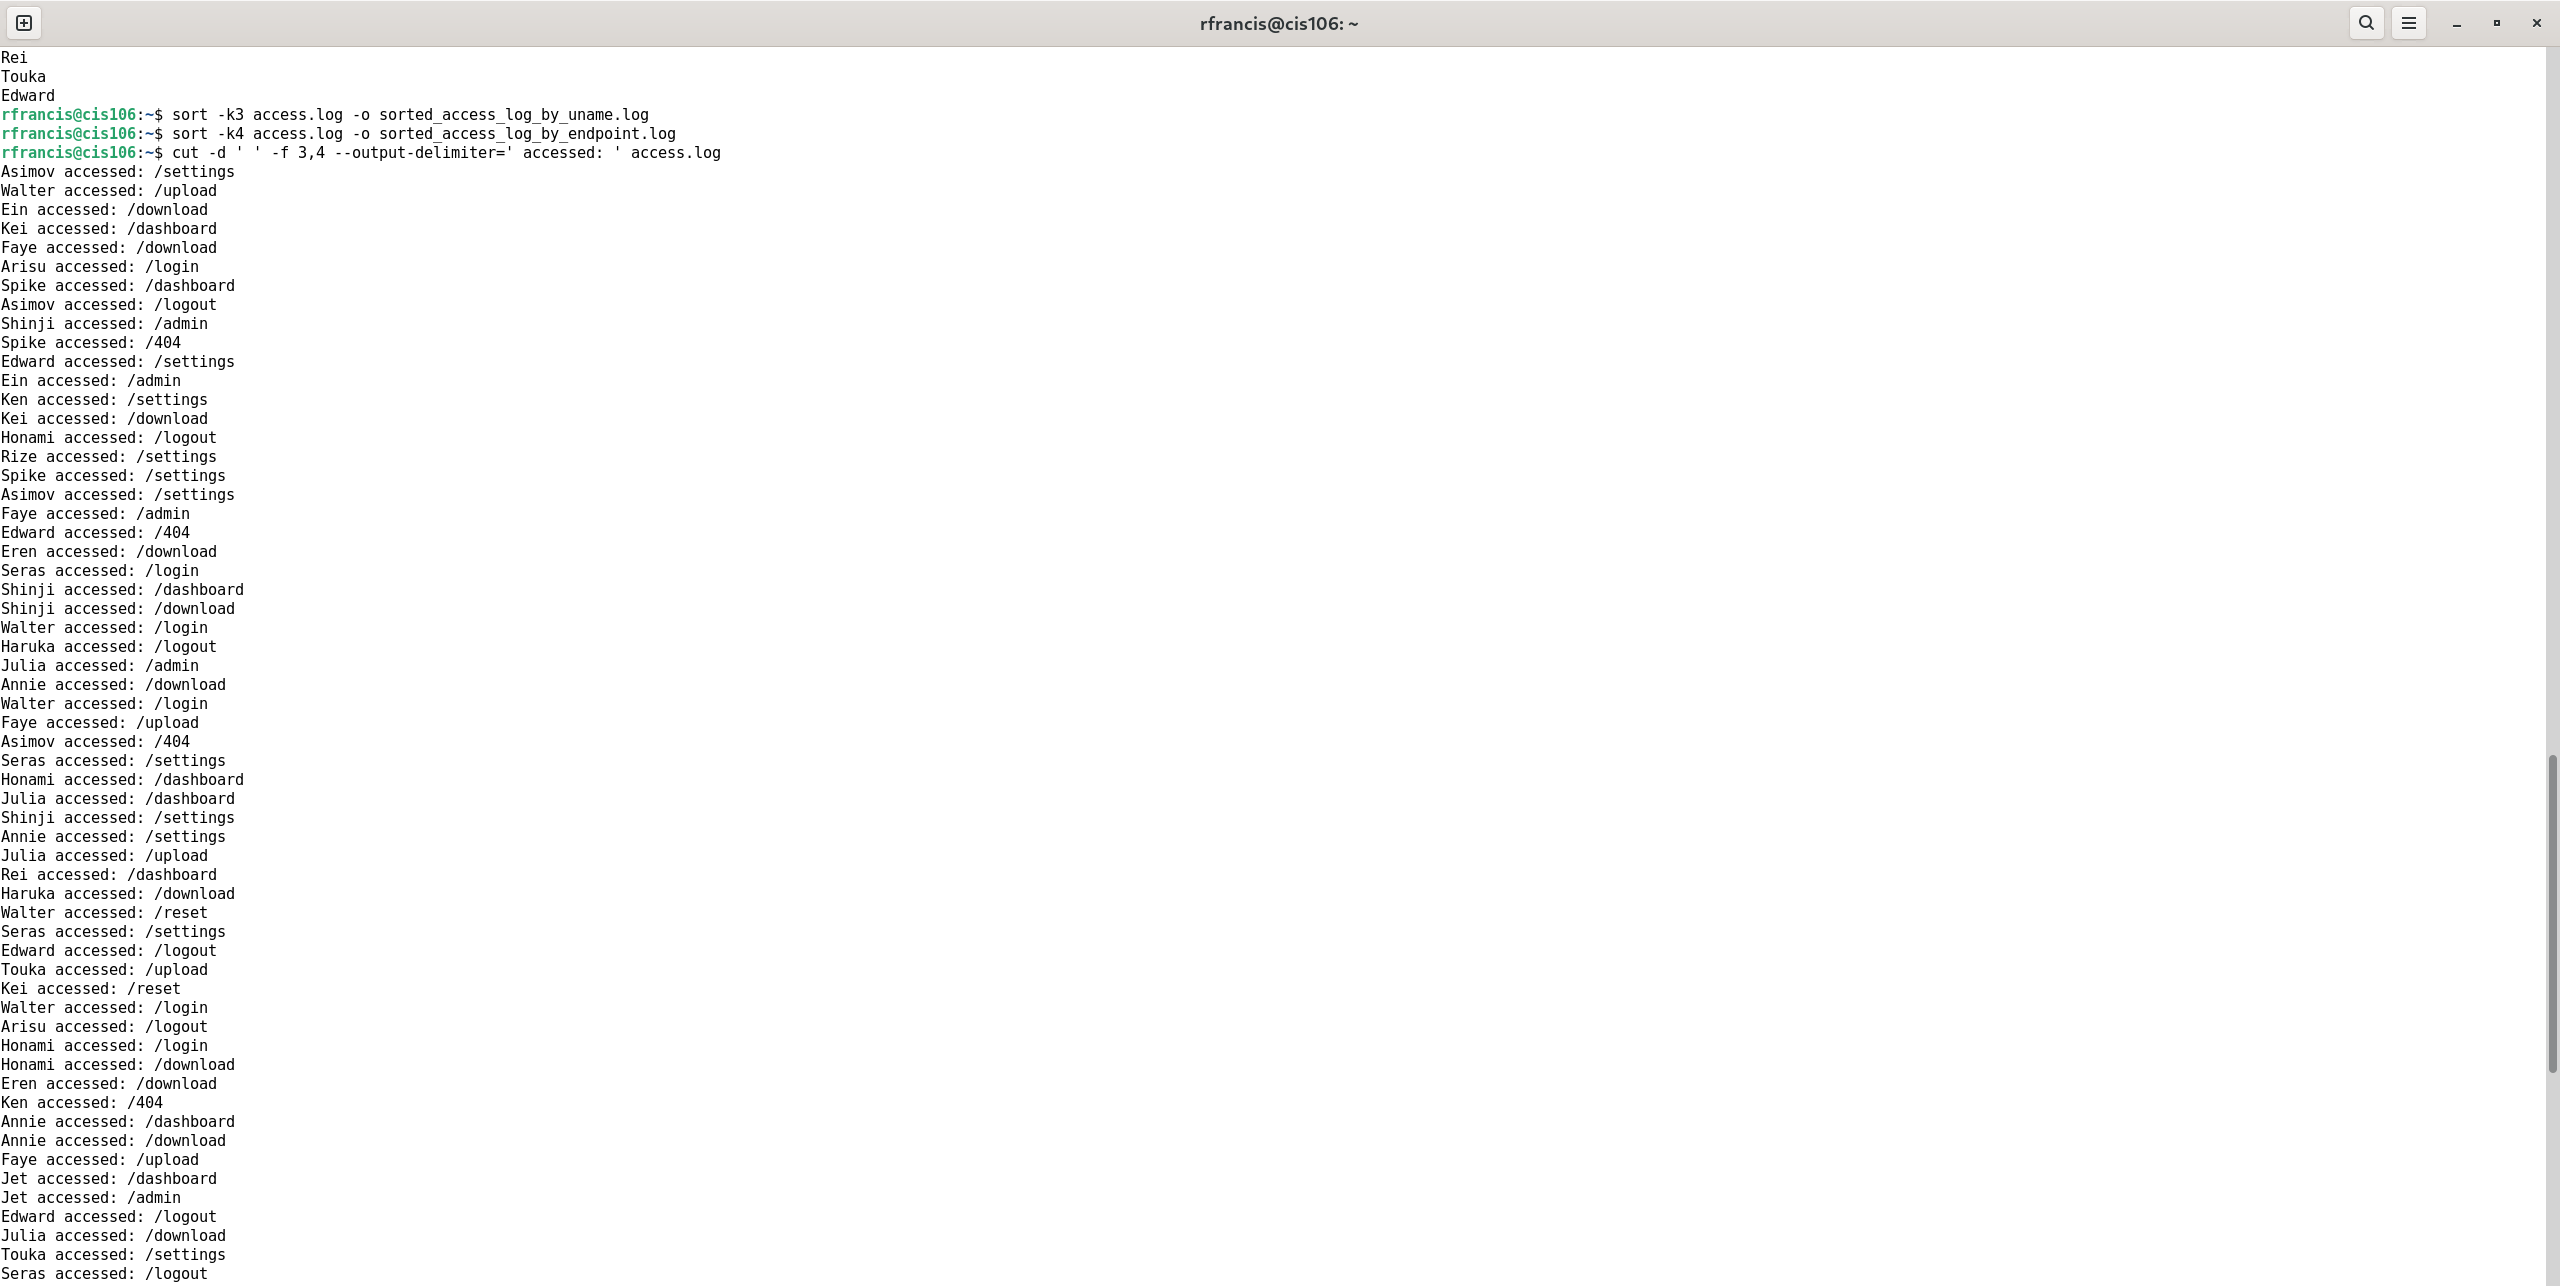 rfrancis@cis106: ~
Rei
Touka
Edward
rfrancis@cis106:~$ sort -k3 access.log -o sorted_access_log_by_uname.log
rfrancis@cis106:~$ sort -k4 access.log -o sorted_access_log_by_endpoint.log
rfrancis@cis106:~$ cut -d ' ' -f 3,4 --output-delimiter=' accessed: ' access.log
Asimov accessed: /settings
Walter accessed: /upload
Ein accessed: /download
Kei accessed: /dashboard
Faye accessed: /download
Arisu accessed: /login
Spike accessed: /dashboard
Asimov accessed: /logout
Shinji accessed: /admin
Spike accessed: /404
Edward accessed: /settings
Ein accessed: /admin
Ken accessed: /settings
Kei accessed: /download
Honami accessed: /logout
Rize accessed: /settings
Spike accessed: /settings
Asimov accessed: /settings
Faye accessed: /admin
Edward accessed: /404
Eren accessed: /download
Seras accessed: /login
Shinji accessed: /dashboard
Shinji accessed: /download
Walter accessed: /login
Haruka accessed: /logout
Julia accessed: /admin
Annie accessed: /download
Walter accessed: /login
Faye accessed: /upload
Asimov accessed: /404
Seras accessed: /settings
Honami accessed: /dashboard
Julia accessed: /dashboard
Shinji accessed: /settings
Annie accessed: /settings
Julia accessed: /upload
Rei accessed: /dashboard
Haruka accessed: /download
Walter accessed: /reset
Seras accessed: /settings
Edward accessed: /logout
Touka accessed: /upload
Kei accessed: /reset
Walter accessed: /login
Arisu accessed: /logout
Honami accessed: /login
Honami accessed: /download
Eren accessed: /download
Ken accessed: /404
Annie accessed: /dashboard
Annie accessed: /download
Faye accessed: /upload
Jet accessed: /dashboard
Jet accessed: /admin
Edward accessed: /logout
Julia accessed: /download
Touka accessed: /settings
Seras accessed: /logout